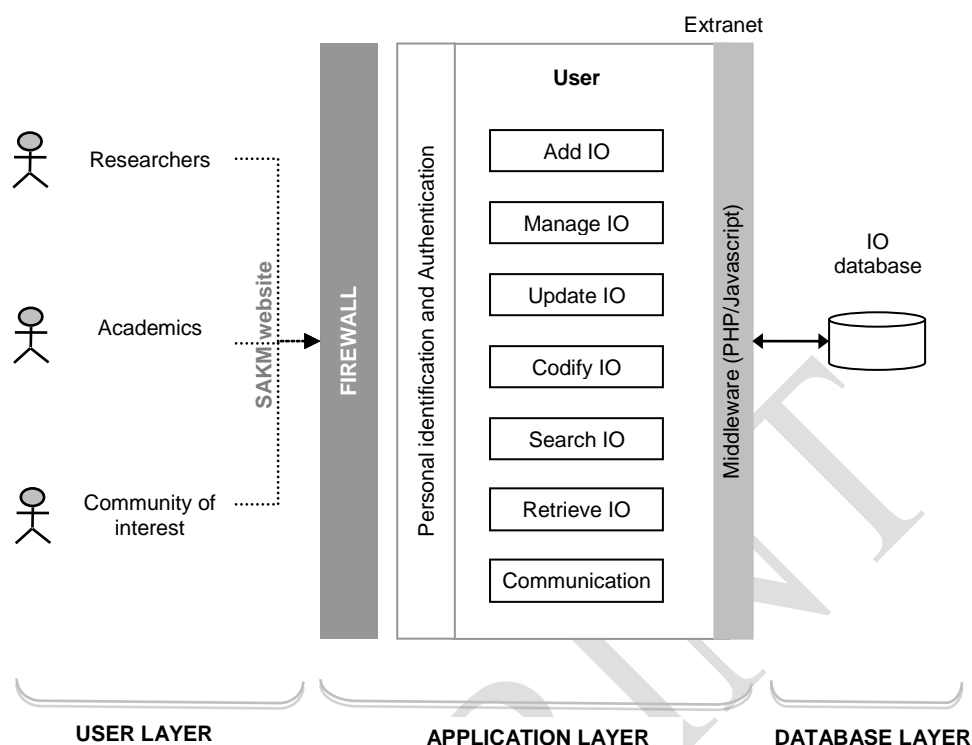 Extranet
User
Researchers
Academics
Community of
interest
SAKM website
FIREWALL
Personal identification and Authentication
Add IO
Manage IO
Update IO
Codify IO
Search IO
Retrieve IO
Communication
Middleware (PHP/Javascript)
IO
database
USER LAYER
APPLICATION LAYER
DATABASE LAYER